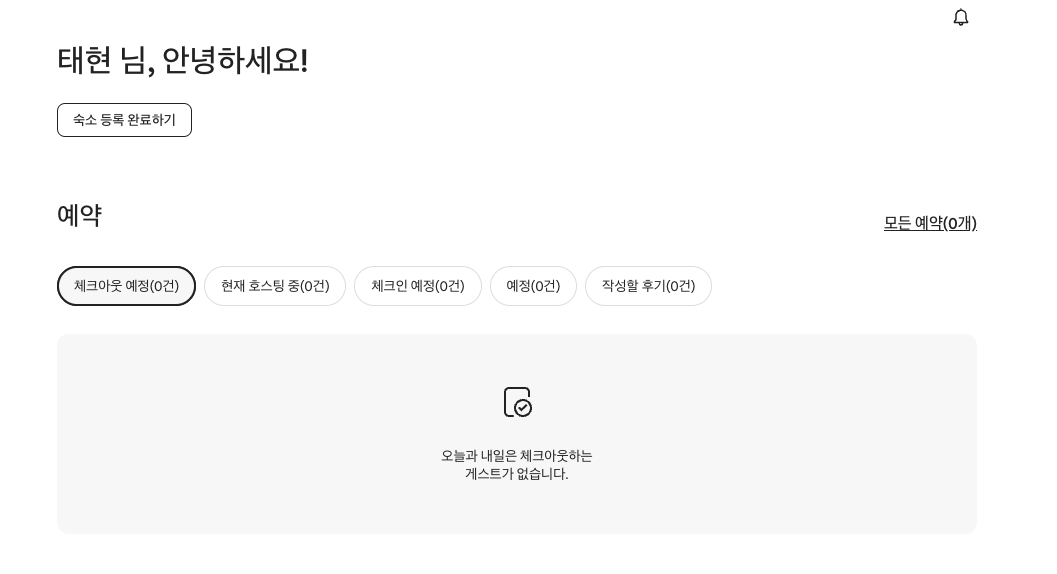 태현 님, 안녕하세요!
숙소 등록 완료하기
예약
모든 예약(0개)
체크아웃 예정(0건)
현재 호스팅 중(0건)
체크인 예정(0건)
예정(0건)
작성할 후기(0건)
오늘과 내일은 체크아웃하는
게스트가 없습니다.